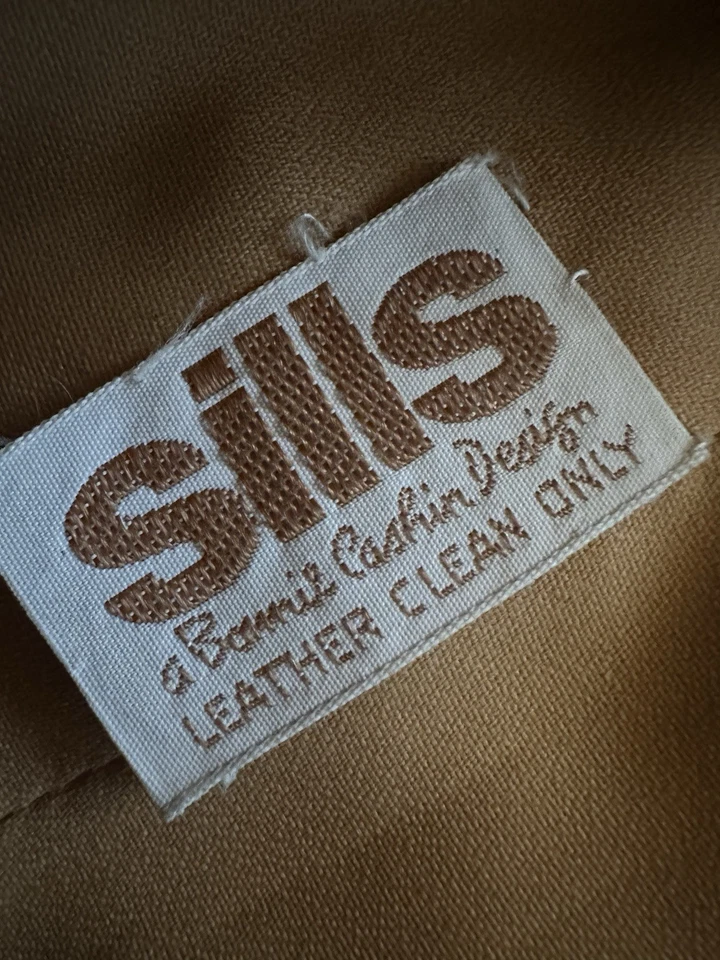 sills
a Bonnie Cashin Design
LEATHER CLEAN ONLY